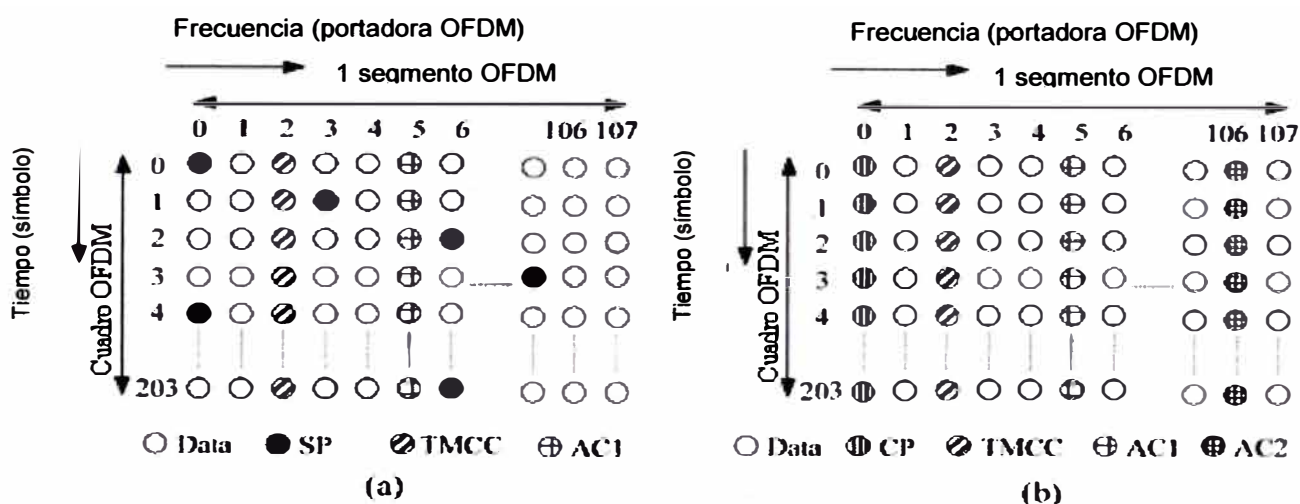 Frecuencia (portadora OFDM)
1 segmento OFDM
0 1 2 3 4 5 6 106 107
Tiempo (símbolo)
Cuadro OFDM
0
1
2
3
4
203
Data SP TMCC AC1
(a)
Frecuencia (portadora OFDM)
1 segmento OFDM
0 1 2 3 4 5 6 106 107
Tiempo (símbolo)
Cuadro OFDM
0
1
2
3
4
203
Data CP TMCC AC1 AC2
(b)